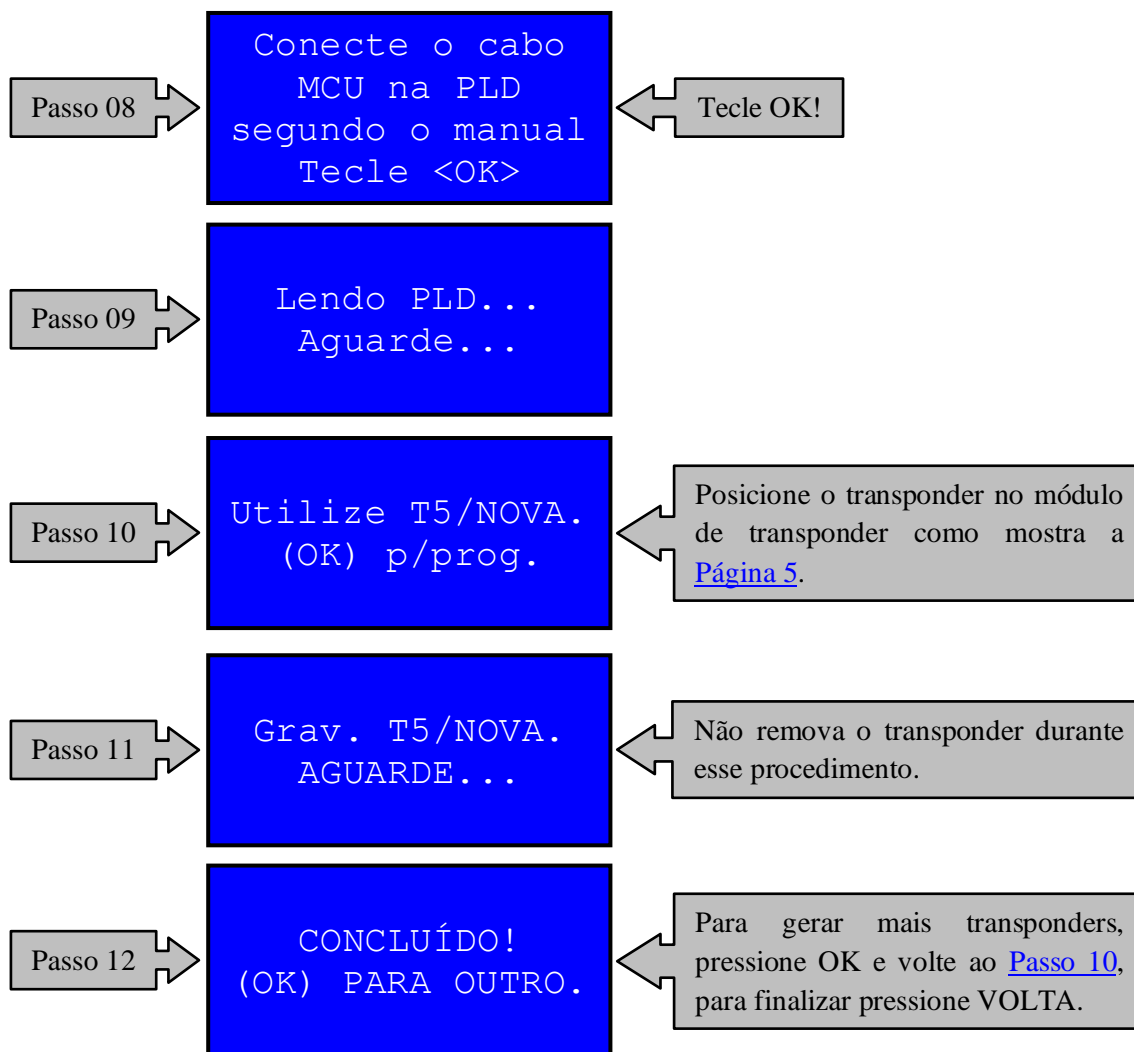 Passo 08
Conecte o cabo
MCU na PLD
segundo o manual
Tecle <OK>
Tecle OK!
Passo 09
Lendo PLD...
Aguarde...
Passo 10
Utilize T5/NOVA.
(OK) p/prog.
Posicione o transponder no módulo
de transponder como mostra a
Página 5.
Passo 11
Grav. T5/NOVA.
AGUARDE...
Não remova o transponder durante
esse procedimento.
Passo 12
CONCLUÍDO!
(OK) PARA OUTRO.
Para gerar mais transponders,
pressione OK e volte ao Passo 10,
para finalizar pressione VOLTA.